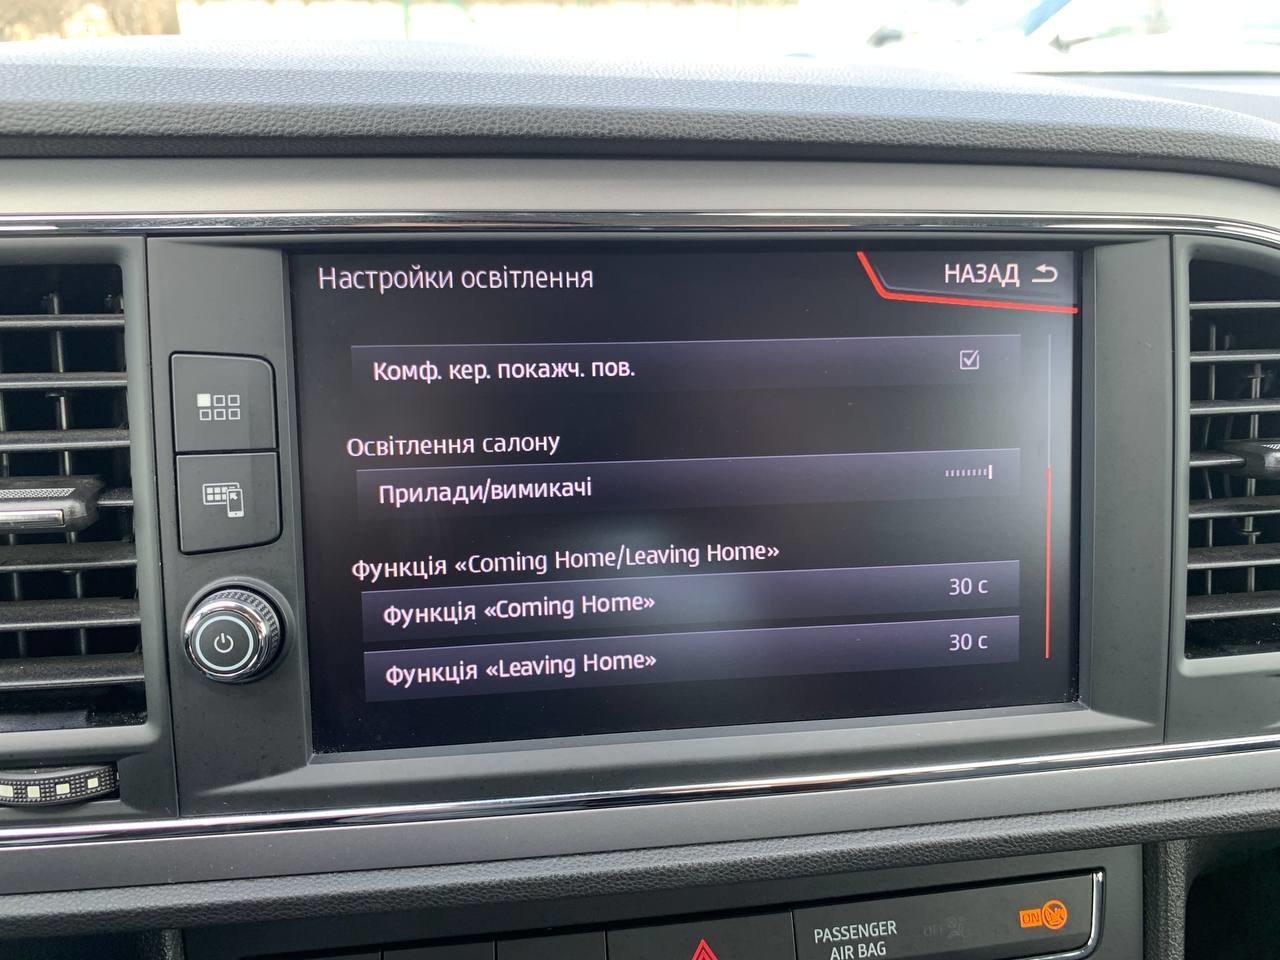 Настройки освітлення
НАЗАД
Комф. кер. покажч. пов.
Освітлення салону
Прилади/вимикачі
Функція «Coming Home/Leaving Home»
Функція «Coming Home»
30 с
Функція «Leaving Home»
30 с
PASSENGER
AIR BAG
OFF
ON